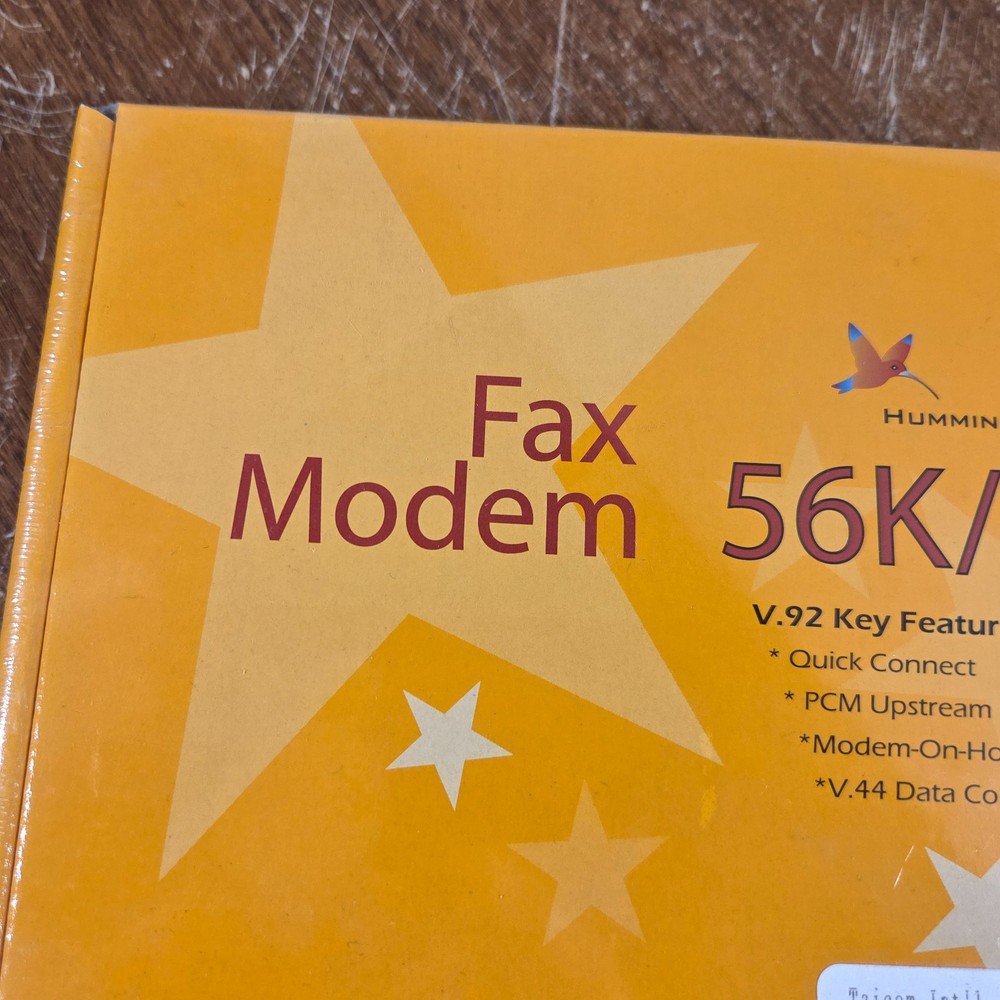 Fax
Modem
HUMMIN
56K/
V.92 Key Featur
* Quick Connect
* PCM Upstream
*Modem-On-Ho
*V.44 Data Co